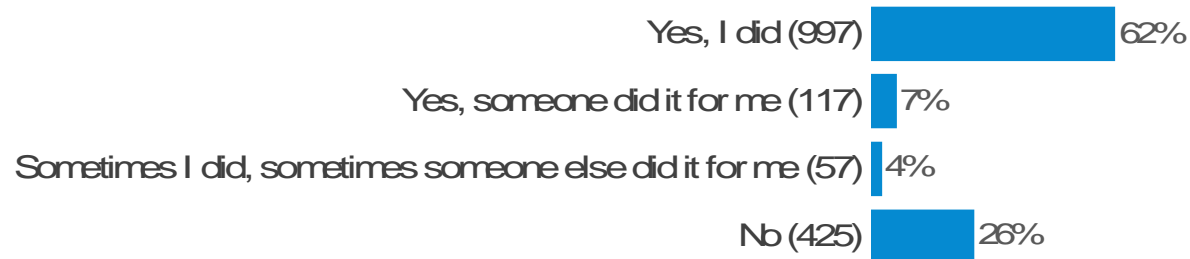 Yes, I did (997) 62%
Yes, someone did it for me (117) 7%
Sometimes I did, sometimes someone else did it for me (57) 4%
No (425) 26%